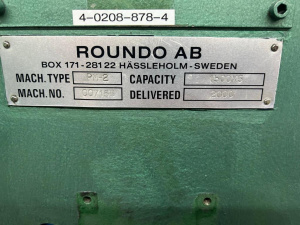 4-0208-878-4
ROUNDO AB
BOX 171-28122 HÄSSLEHOLM-SWEDEN
MACH. TYPE CAPACITY
MACH. NO. DELIVERED